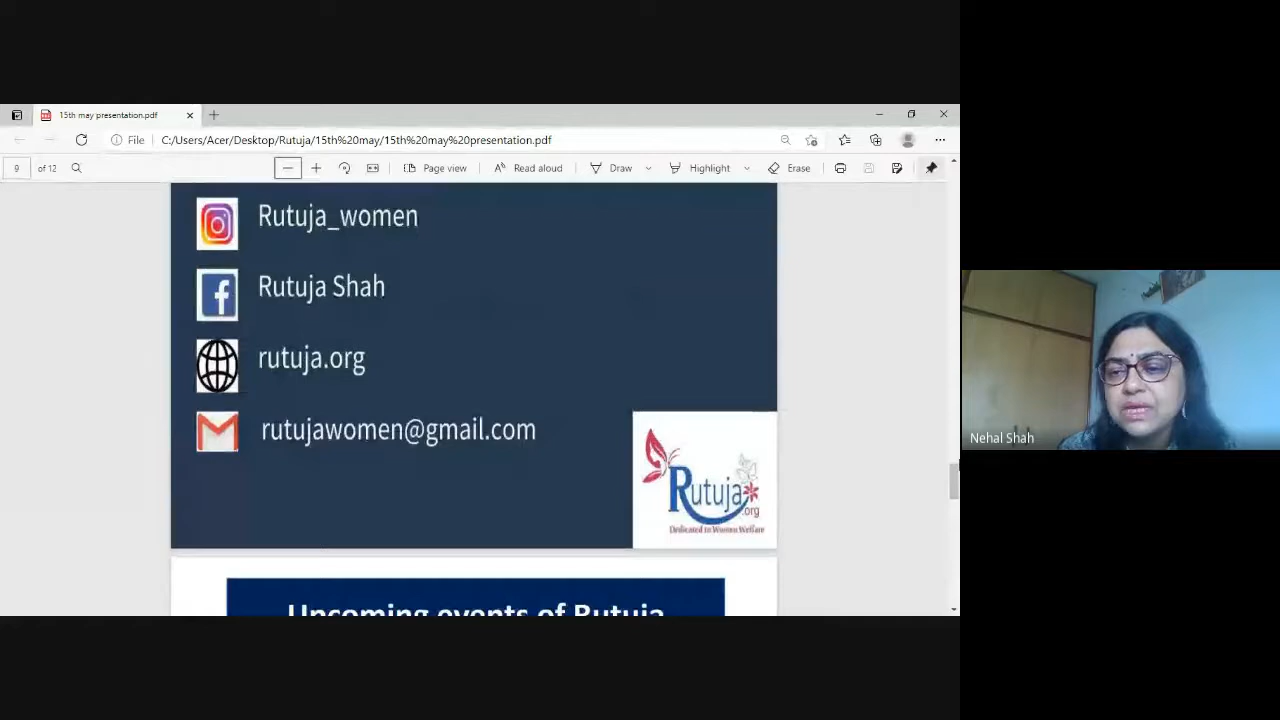 15th may presentation.pdf
File
C:/Users/Acer/Desktop/Rutuja/15th%20may/15th%20may%20presentation.pdf
9 of 12
Page view
Read aloud
Draw
Highlight
Erase
Rutuja_women
Rutuja Shah
rutuja.org
rutujawomen@gmail.com
Rutuja
.org
Dedicated to Women Welfare
Upcoming events of Rutuja
Nehal Shah